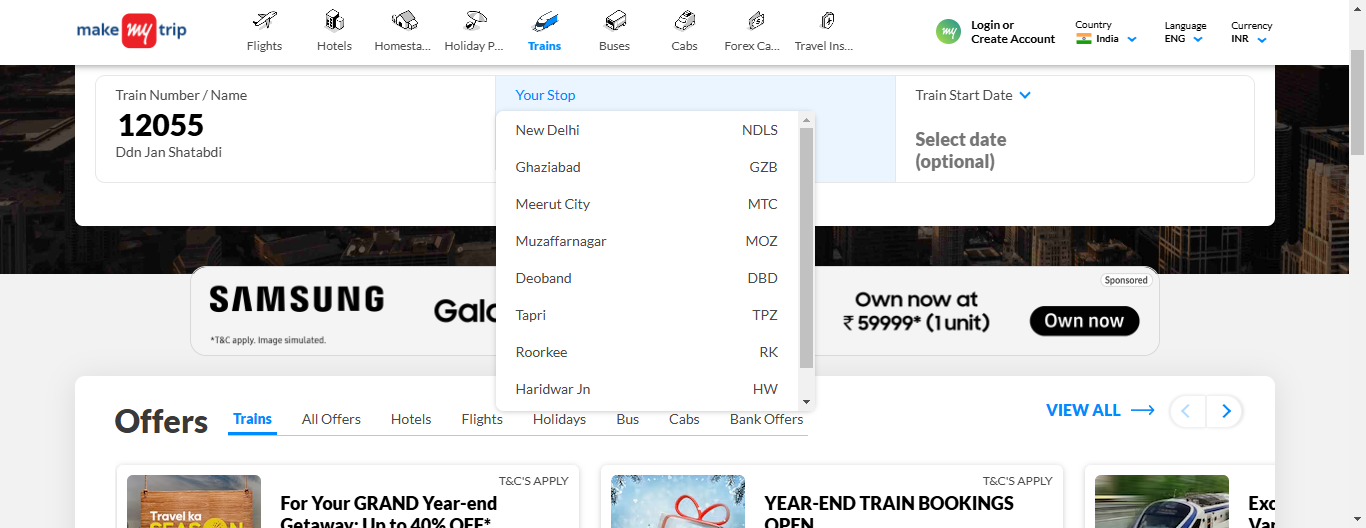 make my trip
Flights
Hotels
Homesta...
Holiday P...
Trains
Buses
Cabs
Forex Ca...
Travel Ins...
my
Login or
Create Account
Country
India
Language
ENG
Currency
INR
Train Number / Name
12055
Ddn Jan Shatabdi
Your Stop
New Delhi NDLS
Ghaziabad GZB
Meerut City MTC
Muzaffarnagar MOZ
Deoband DBD
Tapri TPZ
Roorkee RK
Haridwar Jn HW
Train Start Date
Select date
(optional)
SAMSUNG
*T&C apply. Image simulated.
Own now at
₹ 59999* (1 unit)
Own now
Sponsored
Offers
Trains
All Offers
Hotels
Flights
Holidays
Bus
Cabs
Bank Offers
VIEW ALL
Travel ka
T&C'S APPLY
For Your GRAND Year-end
Getaway: Up to 40% OFF*
T&C'S APPLY
YEAR-END TRAIN BOOKINGS
OPEN